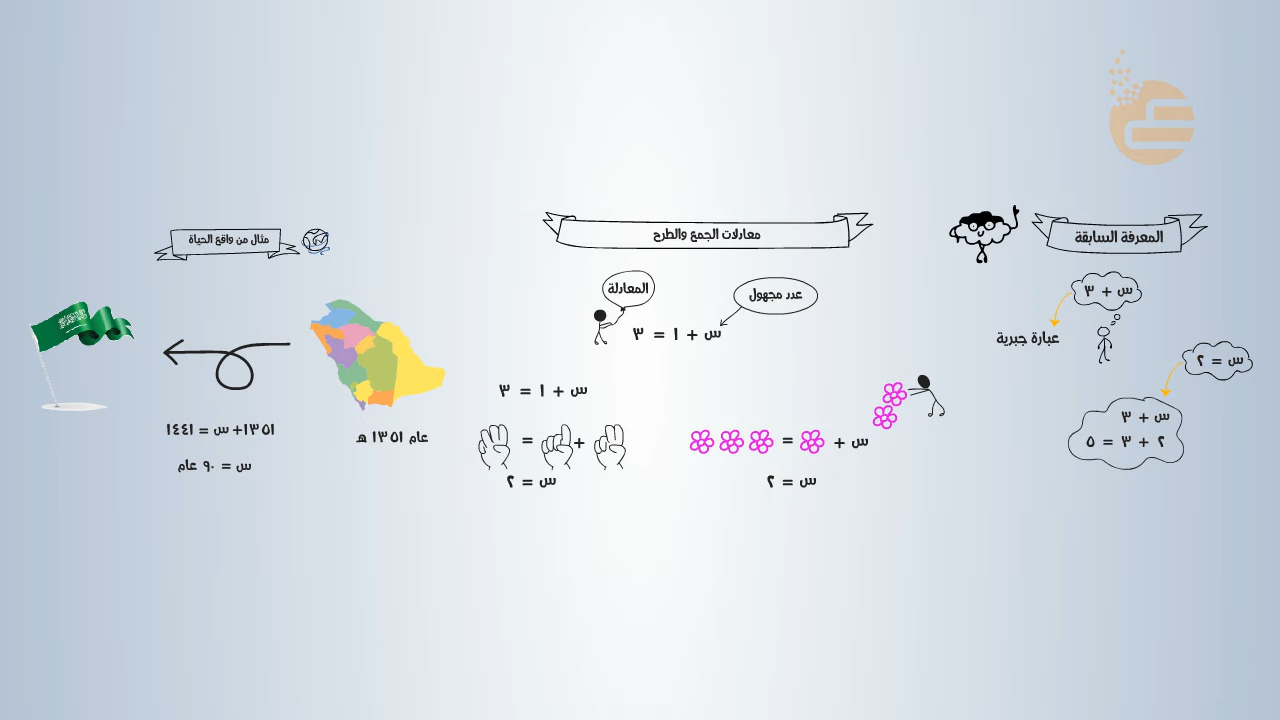 المعرفة السابقة
س + ٣
عبارة جبرية
س = ٢
س + ٣
٢ + ٣ = ٥
معادلات الجمع والطرح
المعادلة
عدد مجهول
س + ١ = ٣
س + ١ = ٣
س +
=
+
=
س = ٢
س = ٢
مثال من واقع الحياة
عام ١٣٥١ هـ
١٣٥١+ س = ١٤٤١
س = ٩٠ عام